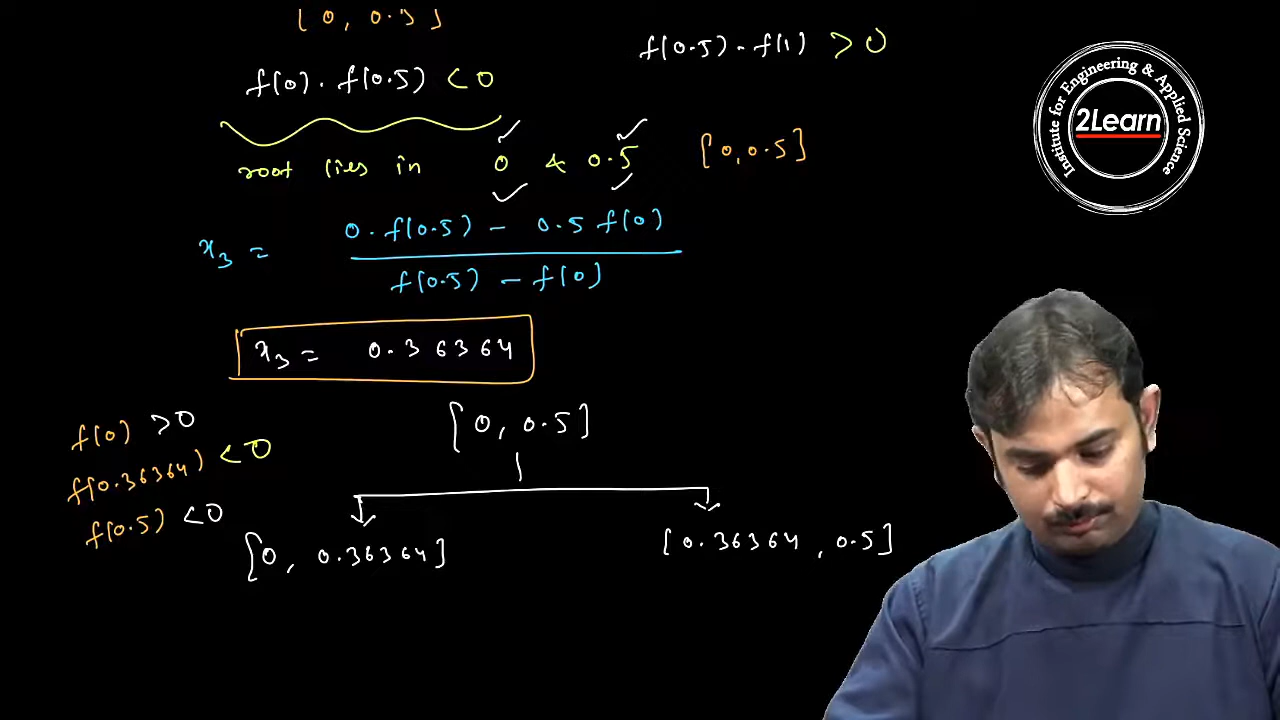 [0, 0.5]
f(0.5) - f(1) > 0
f(0) . f(0.5) < 0
root lies in 0 & 0.5 [0, 0.5]
x3 = 0. f(0.5) - 0.5 f(0)
f(0.5) - f(0)
x3 = 0.36364
f(0) > 0
f(0.36364) < 0
f(0.5) < 0
[0, 0.5]
[0, 0.36364]
[0.36364, 0.5]
Institute for Engineering & Applied Science
2Learn